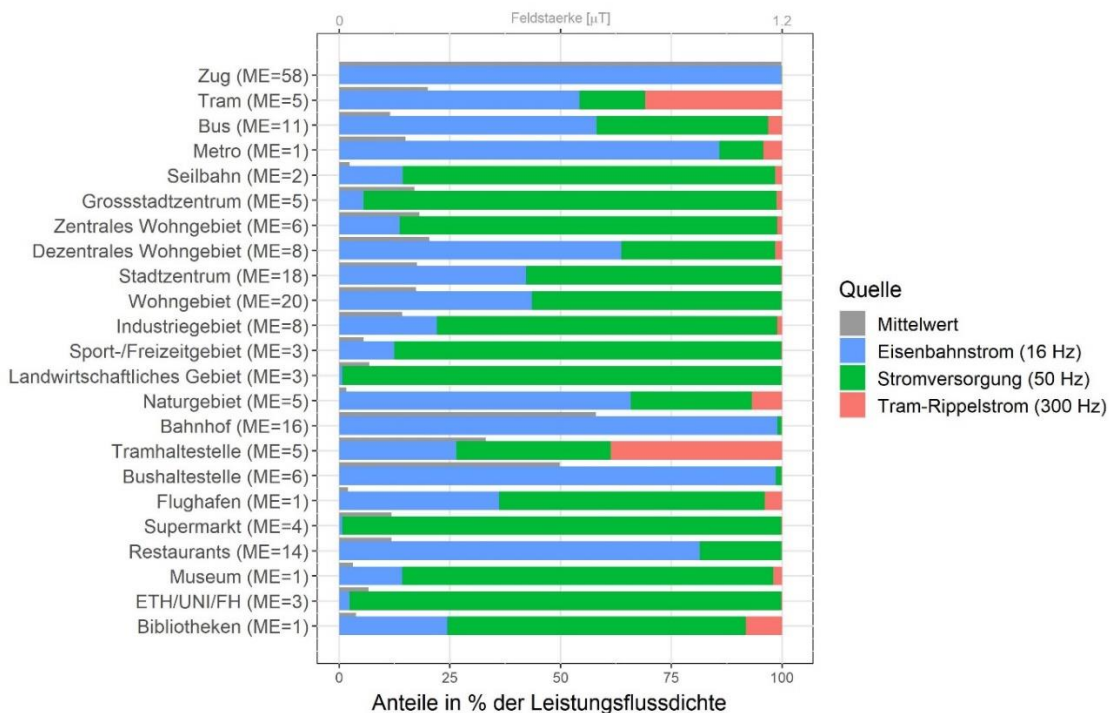 Feldstaerke [µT]
0 1.2
Zug (ME=58)
Tram (ME=5)
Bus (ME=11)
Metro (ME=1)
Seilbahn (ME=2)
Grossstadtzentrum (ME=5)
Zentrales Wohngebiet (ME=6)
Dezentrales Wohngebiet (ME=8)
Stadtzentrum (ME=18)
Wohngebiet (ME=20)
Industriegebiet (ME=8)
Sport-/Freizeitgebiet (ME=3)
Landwirtschaftliches Gebiet (ME=3)
Naturgebiet (ME=5)
Bahnhof (ME=16)
Tramhaltestelle (ME=5)
Bushaltestelle (ME=6)
Flughafen (ME=1)
Supermarkt (ME=4)
Restaurants (ME=14)
Museum (ME=1)
ETH/UNI/FH (ME=3)
Bibliotheken (ME=1)
0 25 50 75 100
Anteile in % der Leistungsflussdichte
Quelle
Mittelwert
Eisenbahnstrom (16 Hz)
Stromversorgung (50 Hz)
Tram-Rippelstrom (300 Hz)